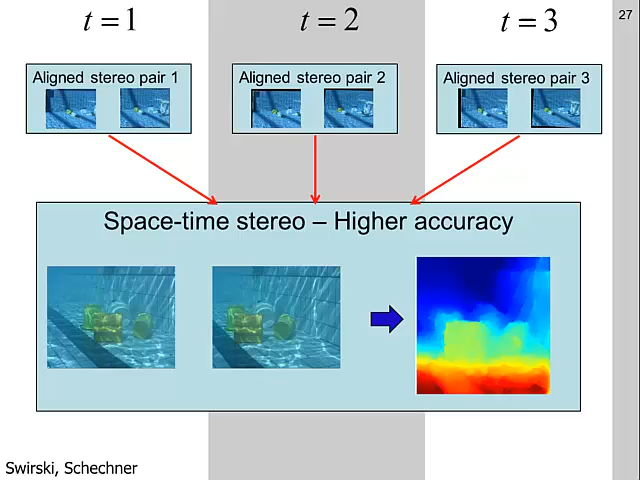 t = 1
t = 2
t = 3
27
Aligned stereo pair 1
Aligned stereo pair 2
Aligned stereo pair 3
Space-time stereo – Higher accuracy
Swirski, Schechner